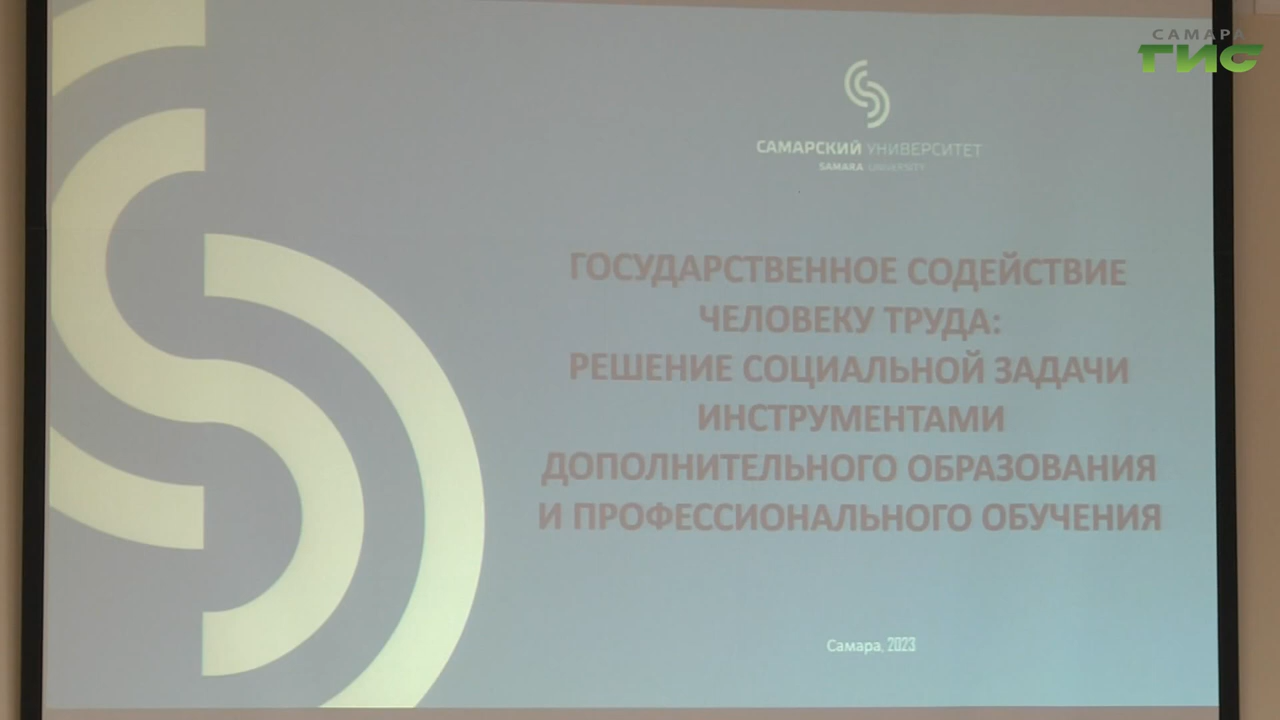 САМАРА
ГИС
САМАРСКИЙ УНИВЕРСИТЕТ
SAMARA UNIVERSITY
ГОСУДАРСТВЕННОЕ СОДЕЙСТВИЕ
ЧЕЛОВЕКУ ТРУДА:
РЕШЕНИЕ СОЦИАЛЬНОЙ ЗАДАЧИ
ИНСТРУМЕНТАМИ
ДОПОЛНИТЕЛЬНОГО ОБРАЗОВАНИЯ
И ПРОФЕССИОНАЛЬНОГО ОБУЧЕНИЯ
Самара, 2023